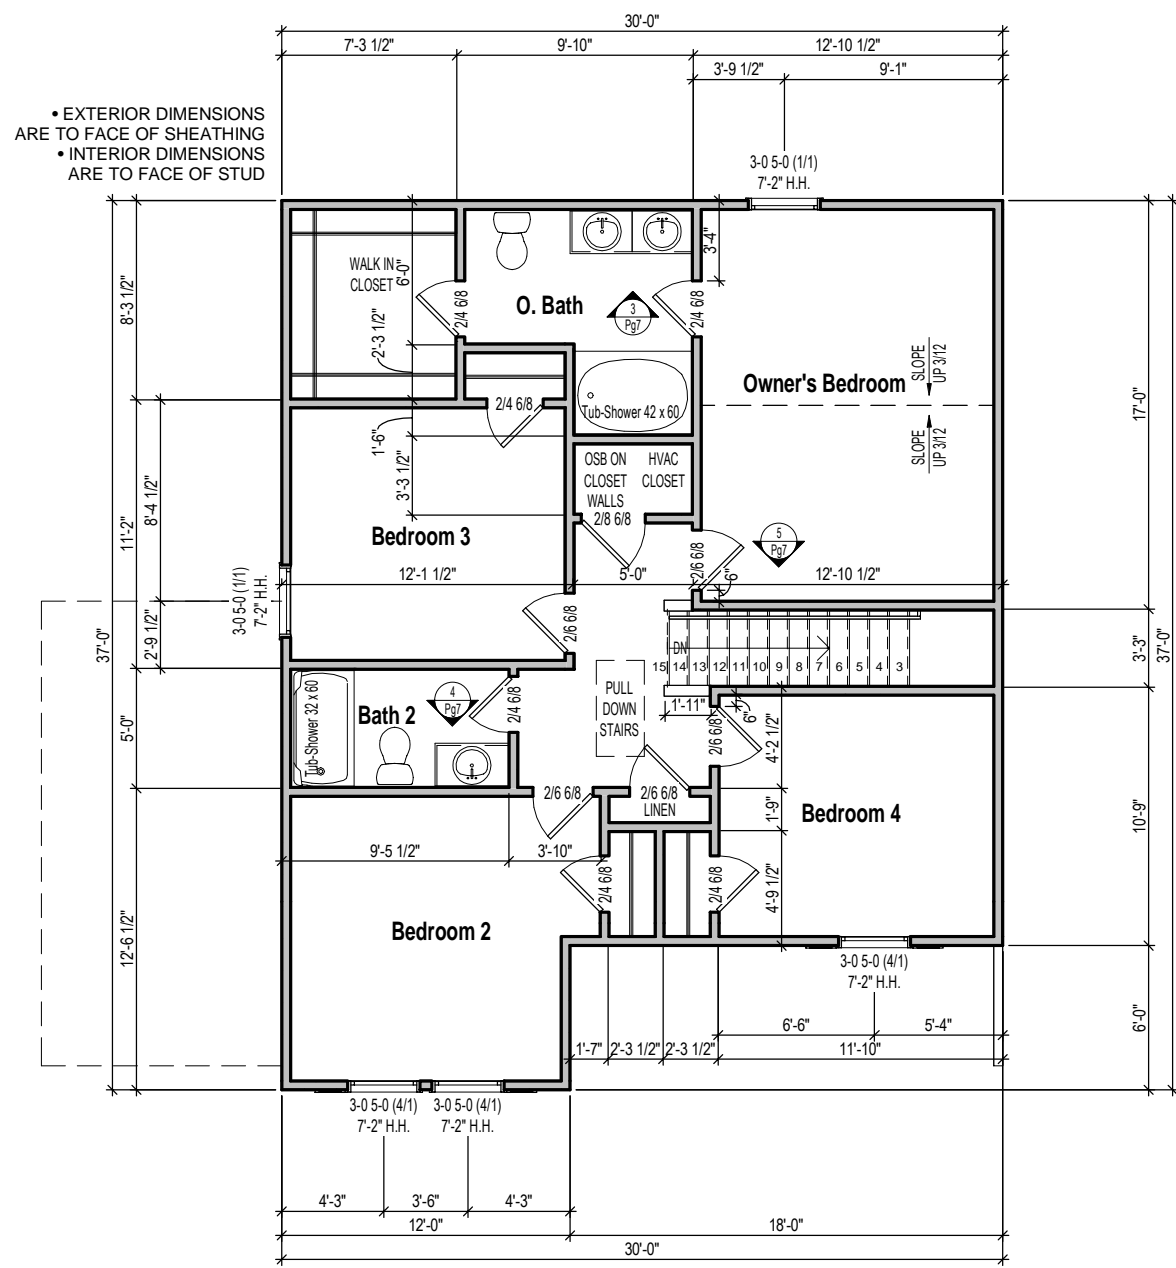 30'-0"
7'-3 1/2"
9'-10"
12'-10 1/2"
3'-9 1/2"
9'-1"
• EXTERIOR DIMENSIONS
ARE TO FACE OF SHEATHING
• INTERIOR DIMENSIONS
ARE TO FACE OF STUD
3-0 5-0 (1/1)
7'-2" H.H.
8'-3 1/2"
WALK IN
CLOSET
6'-0"
2'-3 1/2"
2/4 6/8
O. Bath
3
Pg7
2/4 6/8
3'-4"
Owner's Bedroom
SLOPE
UP 3/12
SLOPE
UP 3/12
17'-0"
Tub-Shower 42 x 60
2/4 6/8
1'-6"
3'-3 1/2"
OSB ON
CLOSET
WALLS
HVAC
CLOSET
2/8 6/8
11'-2"
8'-4 1/2"
Bedroom 3
5
Pg7
2/6 6/8
6"
12'-1 1/2"
5'-0"
12'-10 1/2"
3-0 5-0 (1/1)
7'-2" H.H.
2'-9 1/2"
37'-0"
2/6 6/8
DN
15
14
13
12
11
10
9
8
7
6
5
4
3
3'-3"
37'-0"
5'-0"
Tub-Shower 32 x 60
Bath 2
4
Pg7
2/4 6/8
PULL
DOWN
STAIRS
1'-11"
6"
2/6 6/8
4'-2 1/2"
2/6 6/8
2/6 6/8
LINEN
1'-9"
Bedroom 4
10'-9"
9'-5 1/2"
3'-10"
2/4 6/8
2/4 6/8
4'-9 1/2"
Bedroom 2
12'-6 1/2"
3-0 5-0 (4/1)
7'-2" H.H.
6'-0"
6'-6"
5'-4"
1'-7"
2'-3 1/2"
2'-3 1/2"
11'-10"
3-0 5-0 (4/1)
7'-2" H.H.
3-0 5-0 (4/1)
7'-2" H.H.
4'-3"
3'-6"
4'-3"
12'-0"
18'-0"
30'-0"